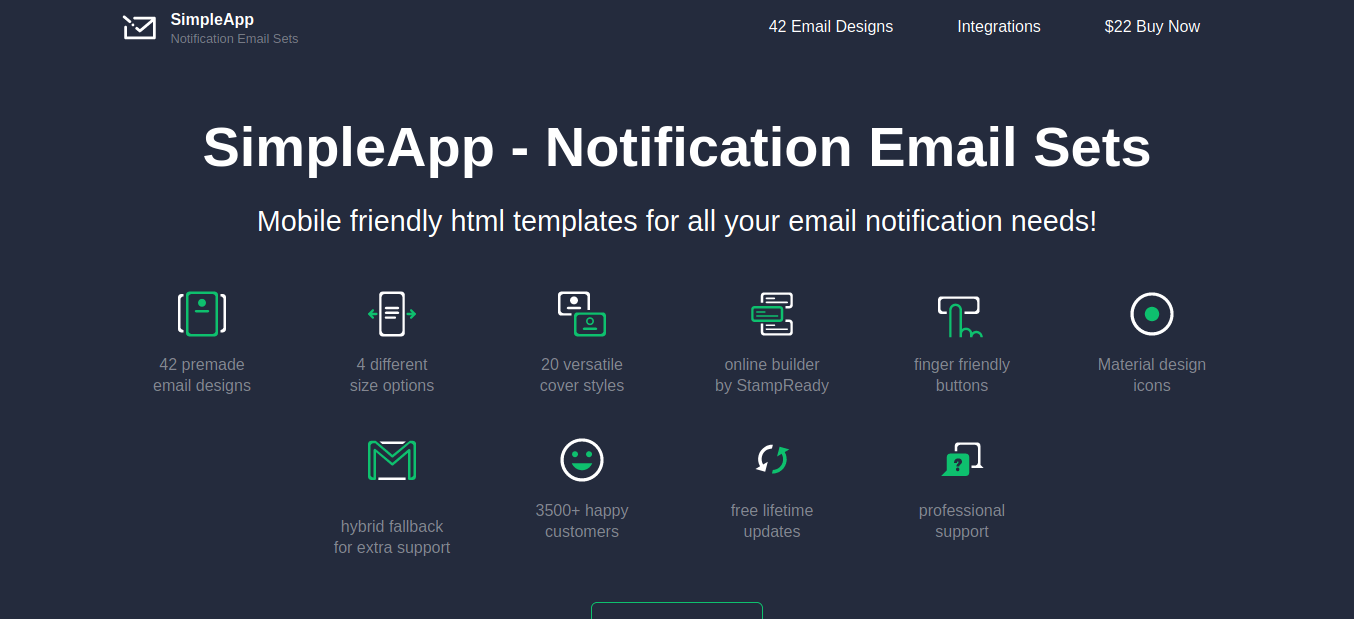 SimpleApp
Notification Email Sets
42 Email Designs
Integrations
$22 Buy Now
SimpleApp - Notification Email Sets
Mobile friendly html templates for all your email notification needs!
42 premade
email designs
4 different
size options
20 versatile
cover styles
online builder
by StampReady
finger friendly
buttons
Material design
icons
hybrid fallback
for extra support
3500+ happy
customers
free lifetime
updates
?
professional
support